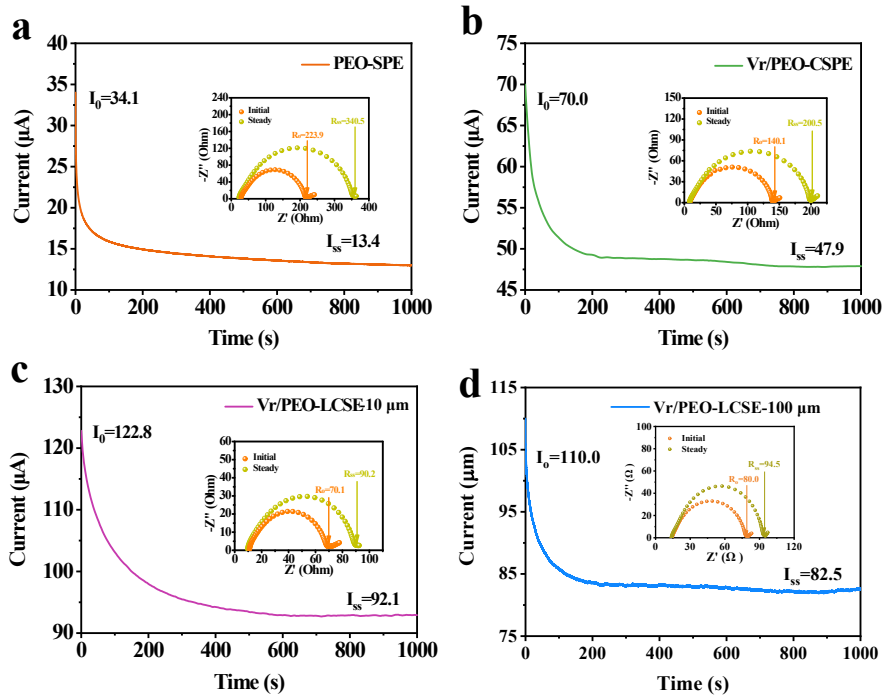 a
PEO-SPE
I₀=34.1
Iss=13.4
Current (μA)
40
35
30
25
20
15
10
0 200 400 600 800 1000
Time (s)
Initial
Steady
R₀=223.9
Rss=340.5
-Z'' (Ohm)
240
180
120
60
0
0 100 200 300 400
Z' (Ohm)
b
Vr/PEO-CSPE
I₀=70.0
Iss=47.9
Current (μA)
75
70
65
60
55
50
45
0 200 400 600 800 1000
Time (s)
Initial
Steady
R₀=140.1
Rss=200.5
-Z'' (Ohm)
150
120
90
60
30
0
0 50 100 150 200 250
Z' (Ohm)
c
Vr/PEO-LCSE-10 μm
I₀=122.8
Iss=92.1
Current (μA)
130
120
110
100
90
0 200 400 600 800 1000
Time (s)
Initial
Steady
R₀=70.1
Rss=90.2
-Z'' (Ohm)
60
50
40
30
20
10
0
0 20 40 60 80 100
Z' (Ohm)
d
Vr/PEO-LCSE-100 μm
Iₒ=110.0
Iss=82.5
Current (μm)
115
105
95
85
75
0 200 400 600 800 1000
Time (s)
Initial
Steady
Rₒ=80.0
Rss=94.5
-Z'' (Ω)
100
80
60
40
20
0
0 30 60 90 120
Z' (Ω)